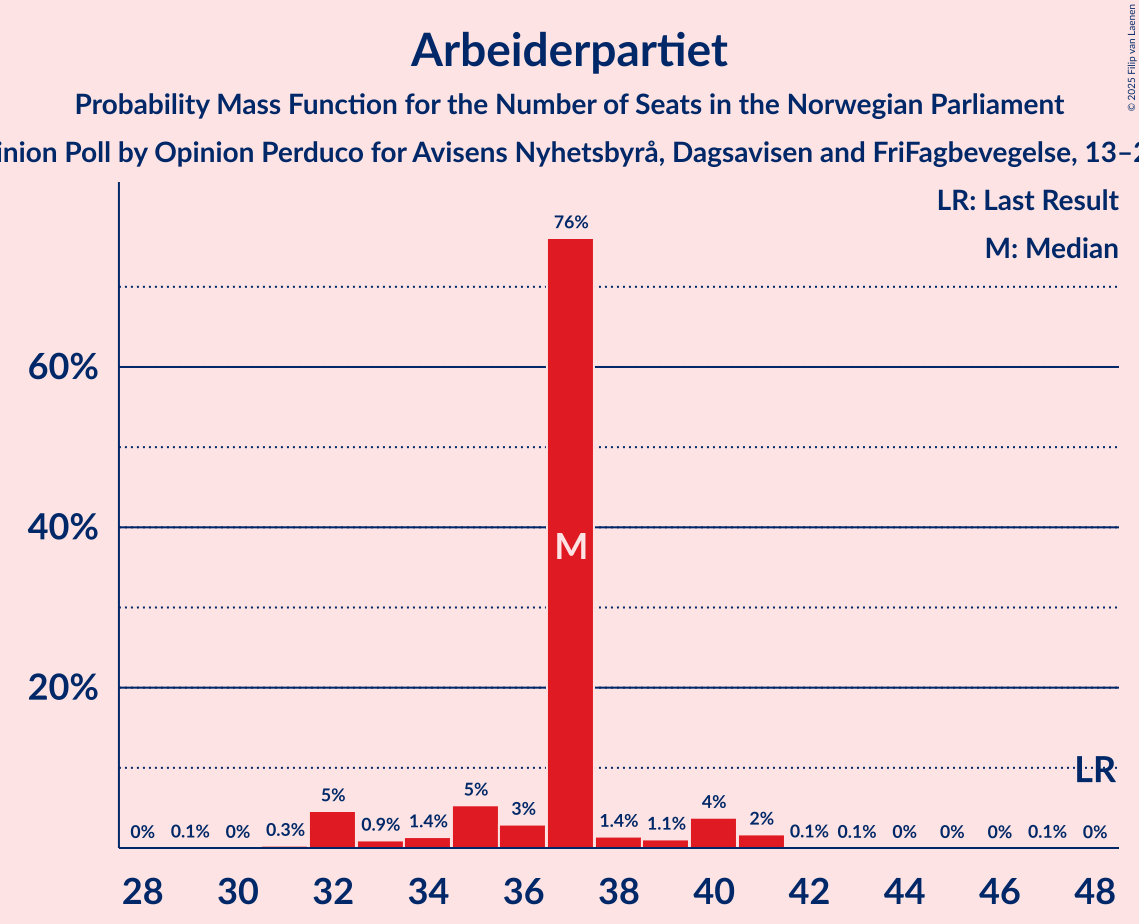 Arbeiderpartiet
Probability Mass Function for the Number of Seats in the Norwegian Parliament
Poll by Opinion Perduco for Avisens Nyhetsbyrå, Dagsavisen and FriFagbevegelse,
© 2025 Filip van Laenen
LR: Last Result
M: Median
60%
40%
20%
0% 0.1% 0% 0.3% 5% 0.9% 1.4% 5% 3% 76% 1.4% 1.1% 4% 2% 0.1% 0.1% 0% 0% 0% 0.1% 0%
M
LR
28 30 32 34 36 38 40 42 44 46 48